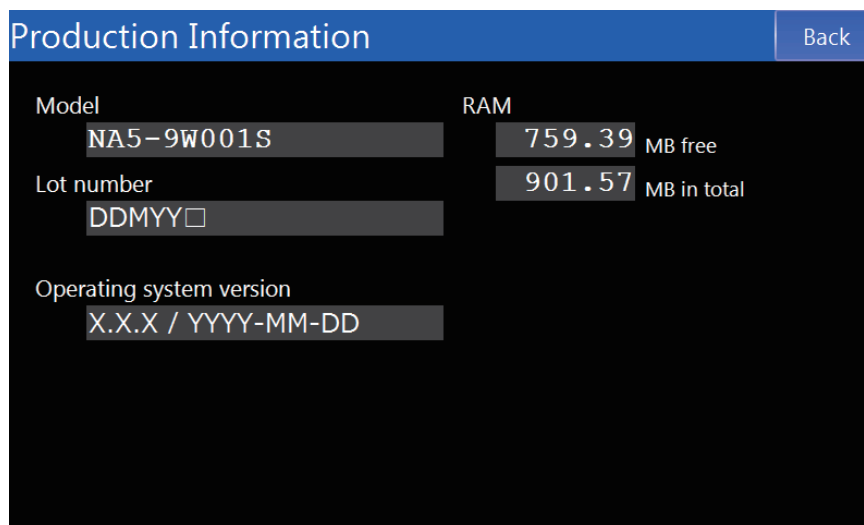 Production Information
Back
Model
NA5-9W001S
Lot number
DDMYY□
Operating system version
X.X.X / YYYY-MM-DD
RAM
759.39 MB free
901.57 MB in total